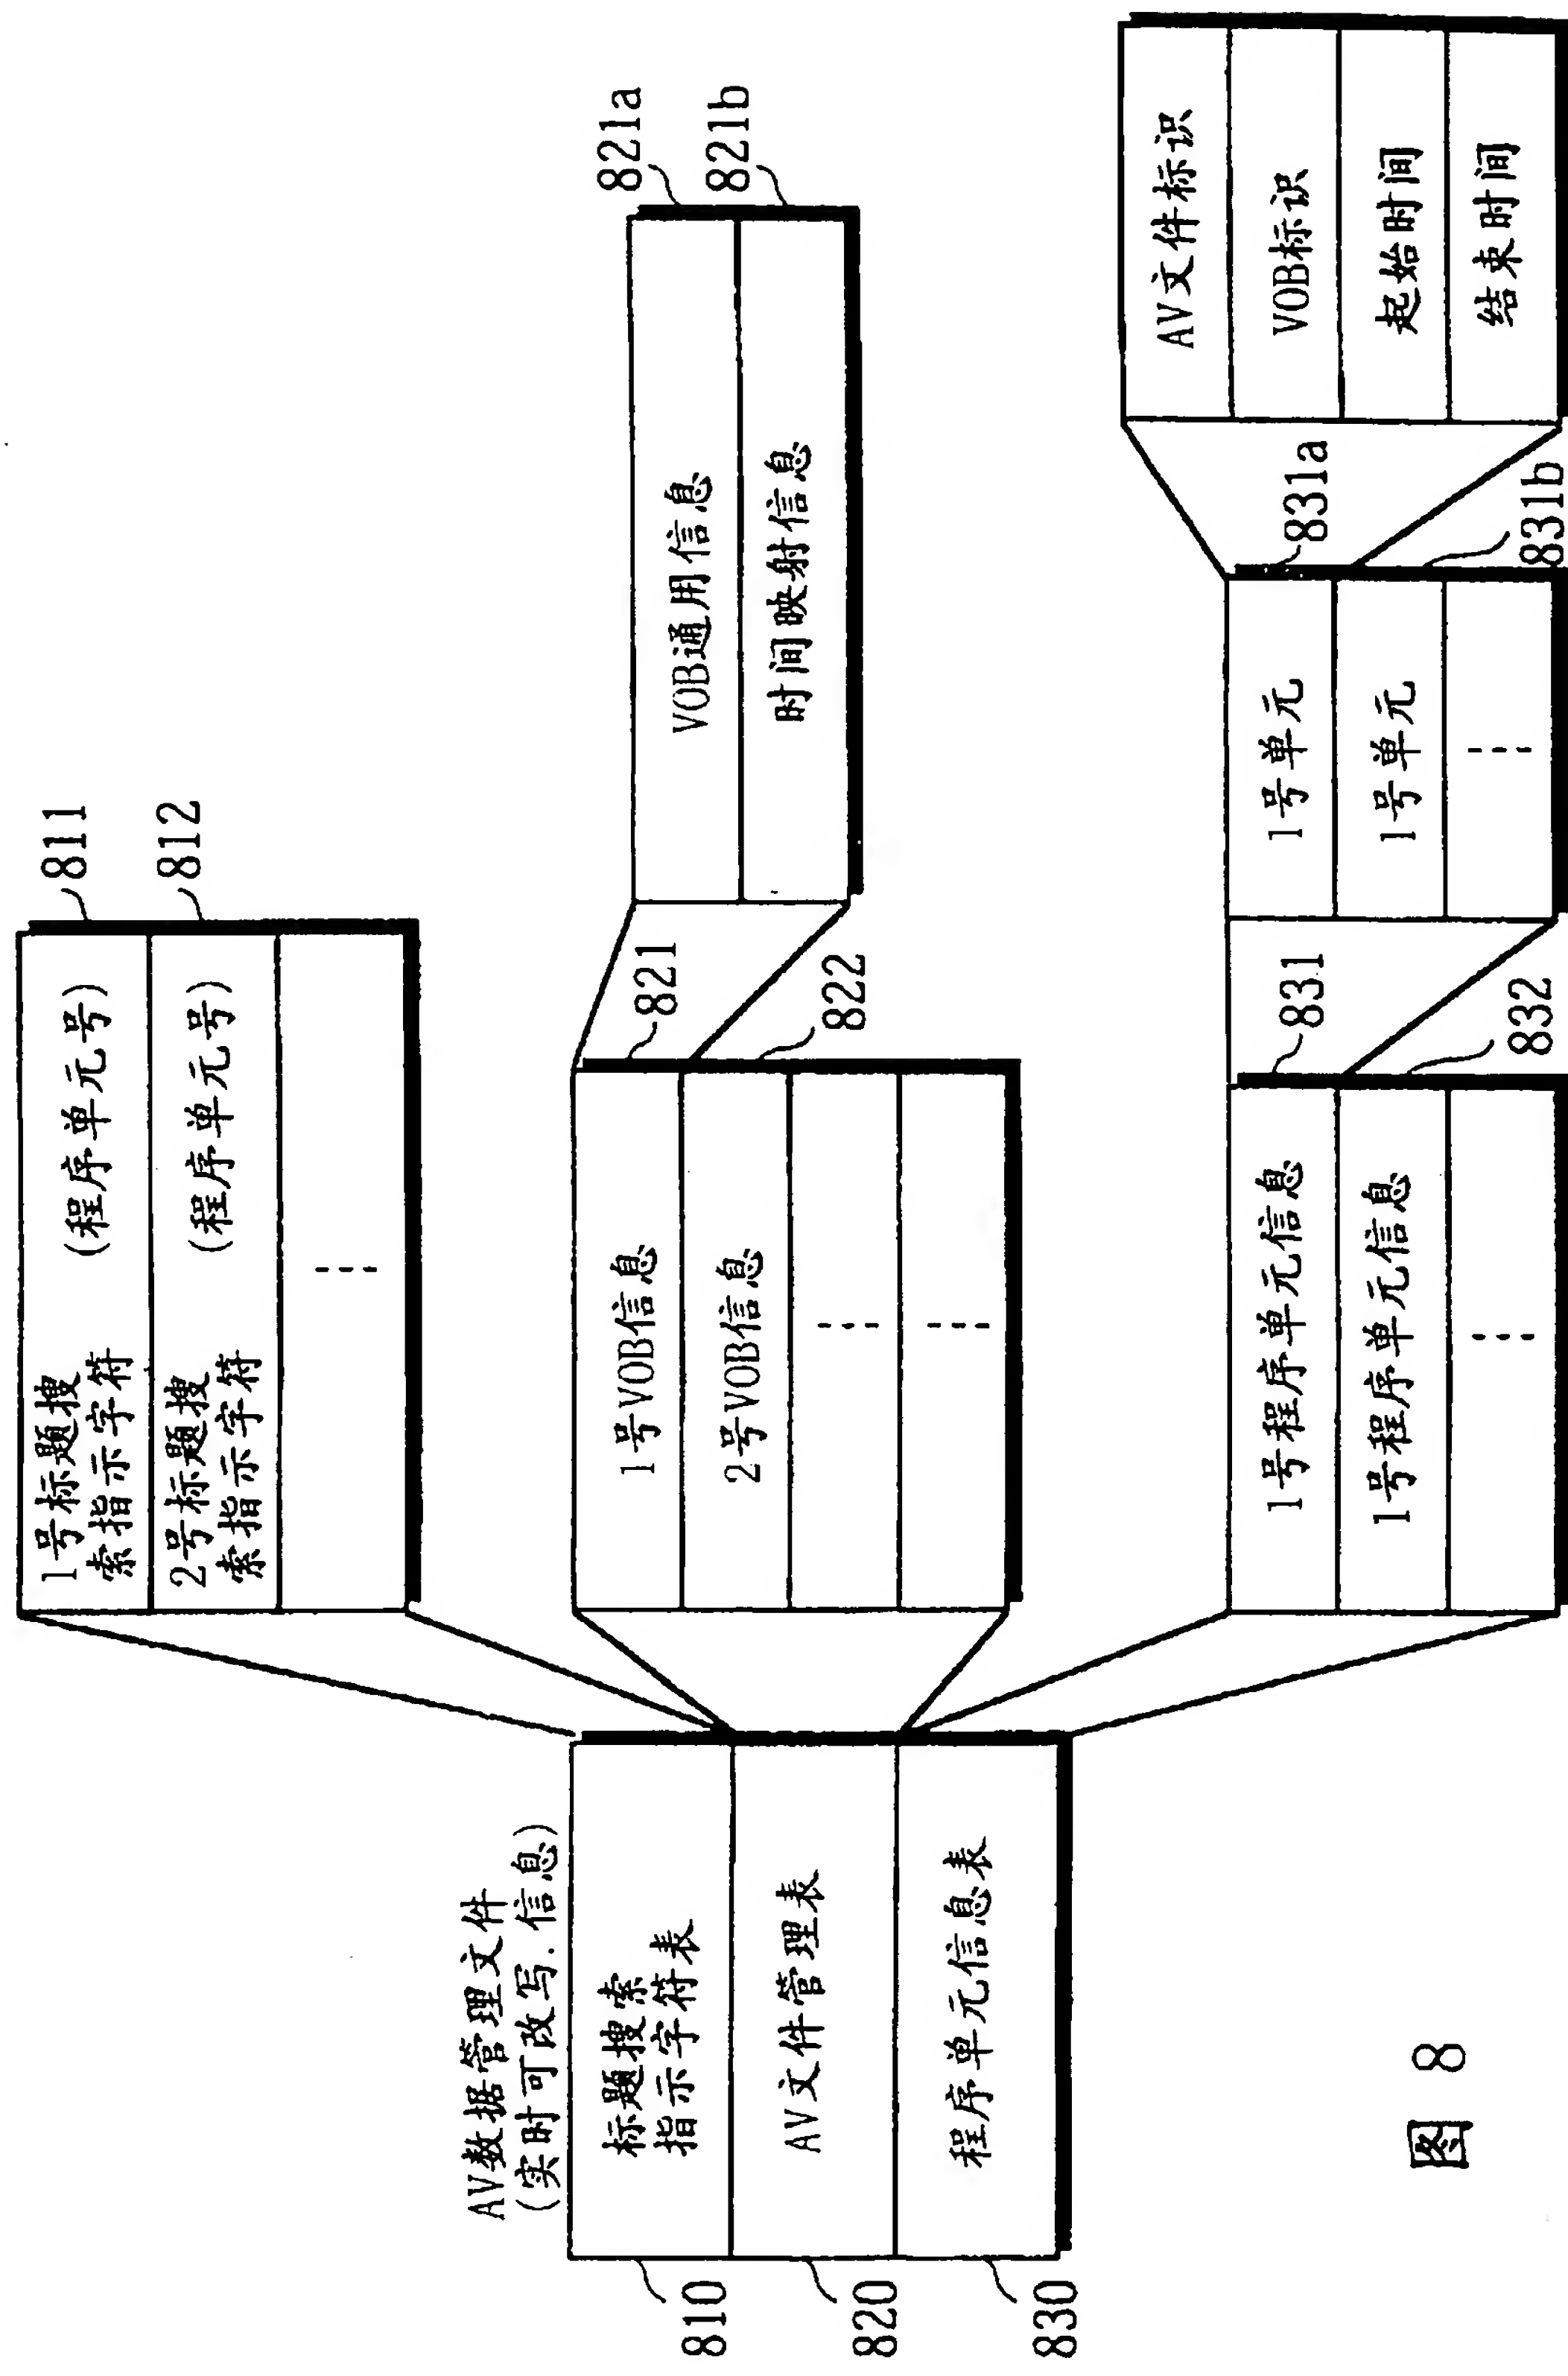 AV数据管理文件
(实时可改写.信息)
标题搜索
指示字符表
AV文件管理表
程序单元信息表
810
820
830
1号标题搜
索指示字符
(程序单元号)
2号标题搜
索指示字符
(程序单元号)
⋮
811
812
1号VOB信息
2号VOB信息
⋮
⋮
821
822
VOB通用信息
时间映射信息
821a
821b
1号程序单元信息
1号程序单元信息
⋮
831
832
1号单元
1号单元
⋮
831a
831b
AV文件标识
VOB标识
起始时间
结束时间
图 8